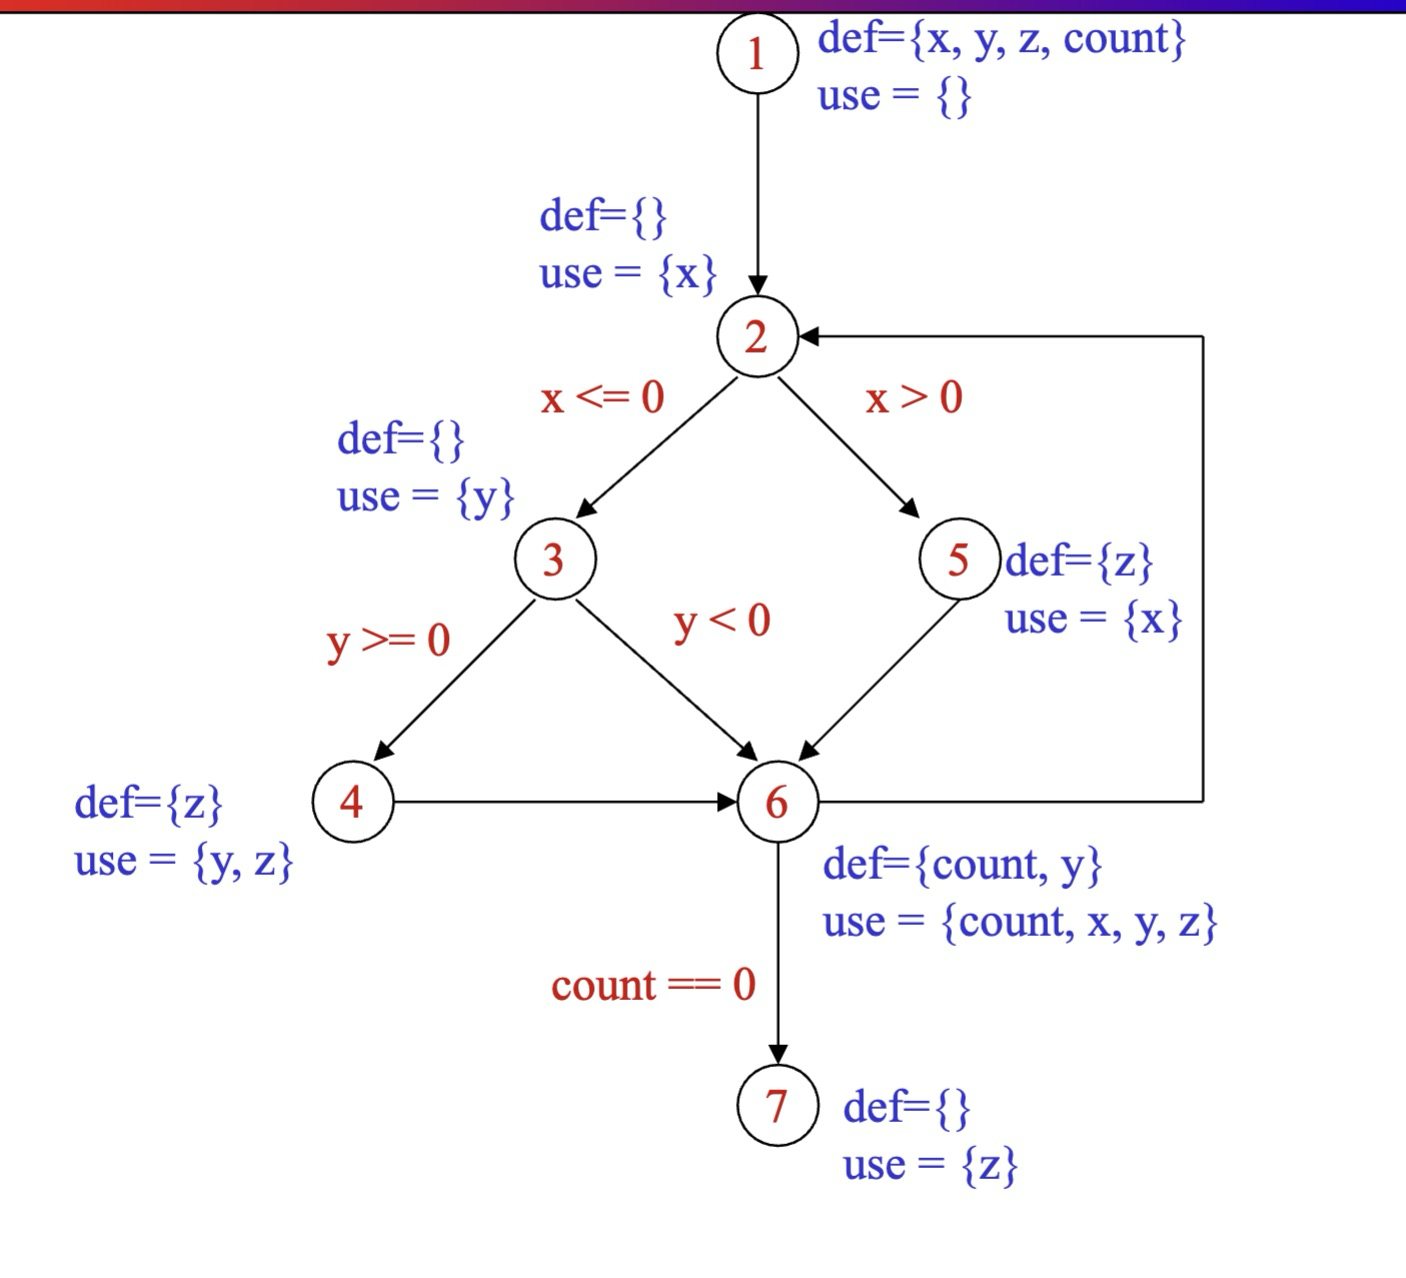 1
def={x, y, z, count}
use = {}
def={}
use = {x}
2
x <= 0
x > 0
def={}
use = {y}
3
5
def={z}
use = {x}
y >= 0
y < 0
4
6
def={z}
use = {y, z}
def={count, y}
use = {count, x, y, z}
count == 0
7
def={}
use = {z}